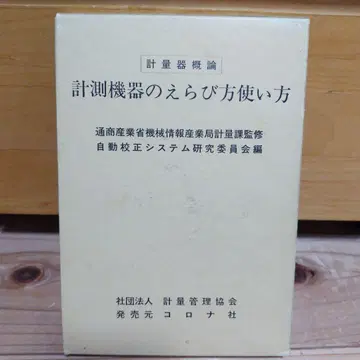 計量器概論
計測機器のえらび方使い方
通商産業省機械情報産業局計量課監修
自動校正システム研究委員会編
社団法人 計量管理協会
発売元 コロナ社